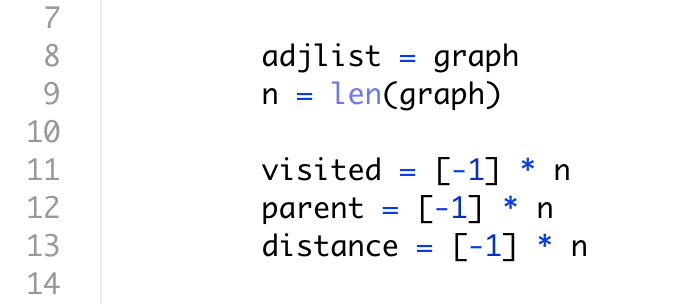 7
8 adjlist = graph
9 n = len(graph)
10
11 visited = [-1] * n
12 parent = [-1] * n
13 distance = [-1] * n
14